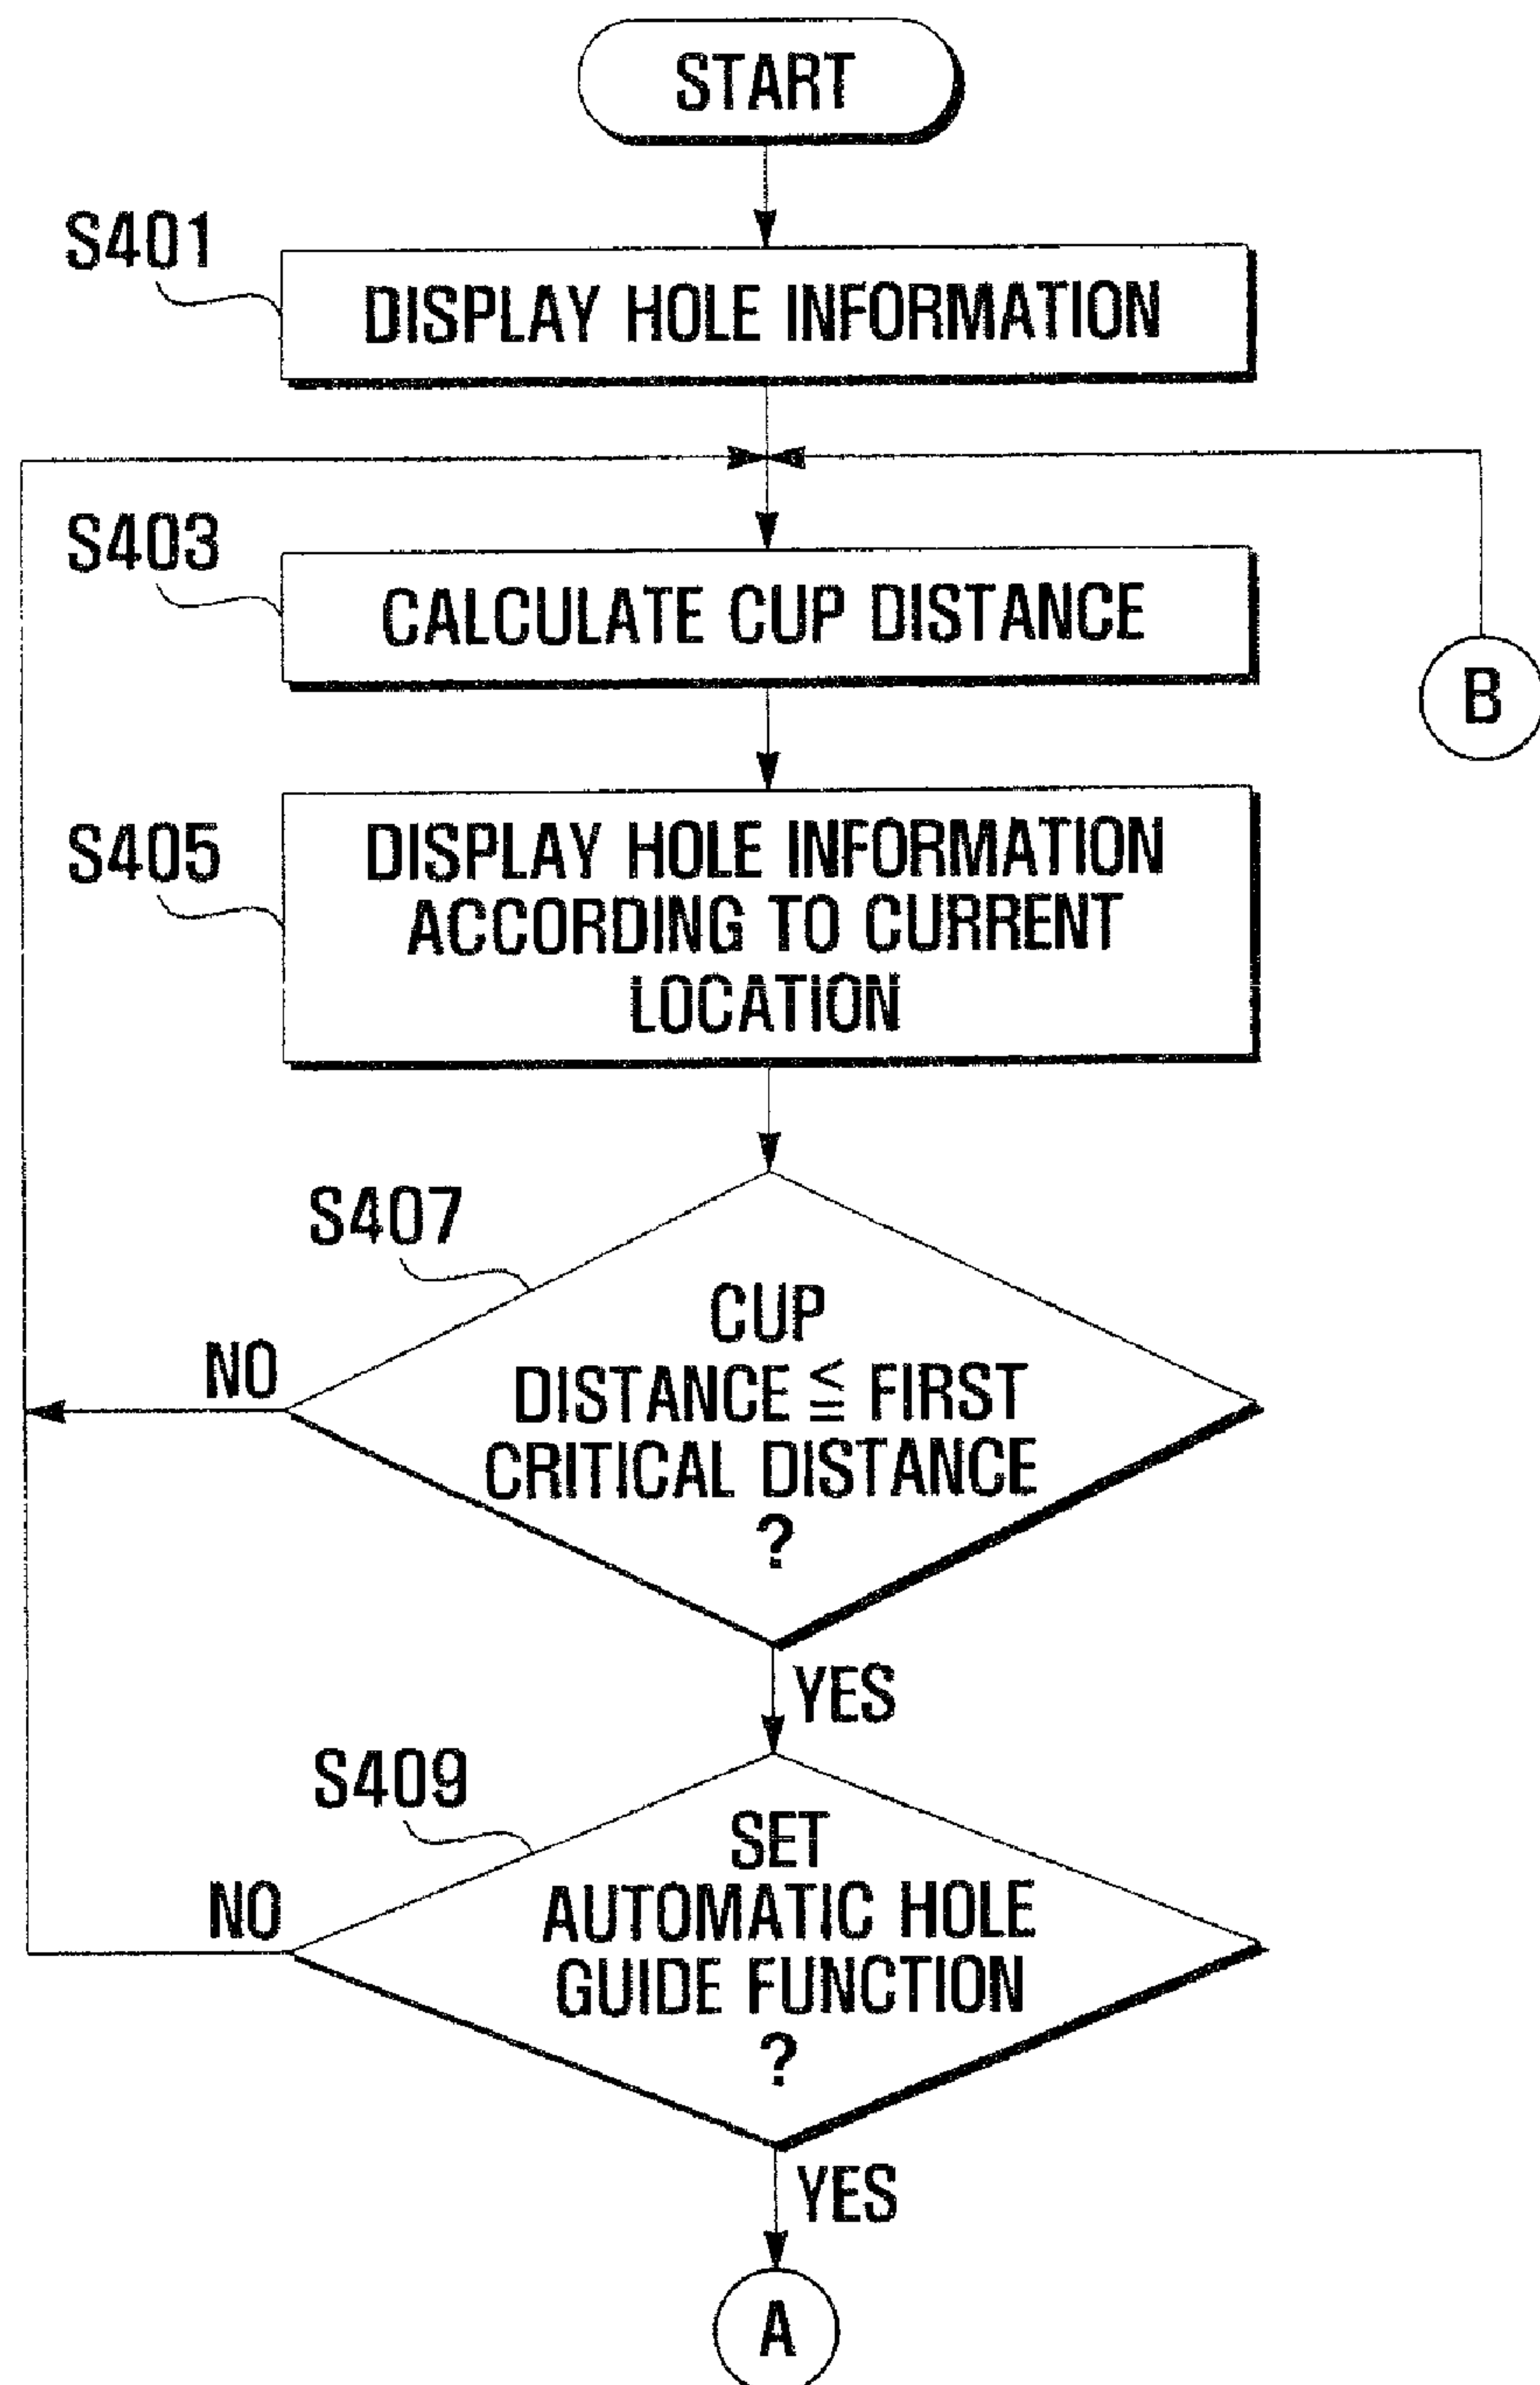 START
S401
DISPLAY HOLE INFORMATION
S403
CALCULATE CUP DISTANCE
B
S405
DISPLAY HOLE INFORMATION
ACCORDING TO CURRENT
LOCATION
S407
CUP
DISTANCE ≦ FIRST
CRITICAL DISTANCE
?
NO
YES
S409
SET
AUTOMATIC HOLE
GUIDE FUNCTION
?
NO
YES
A